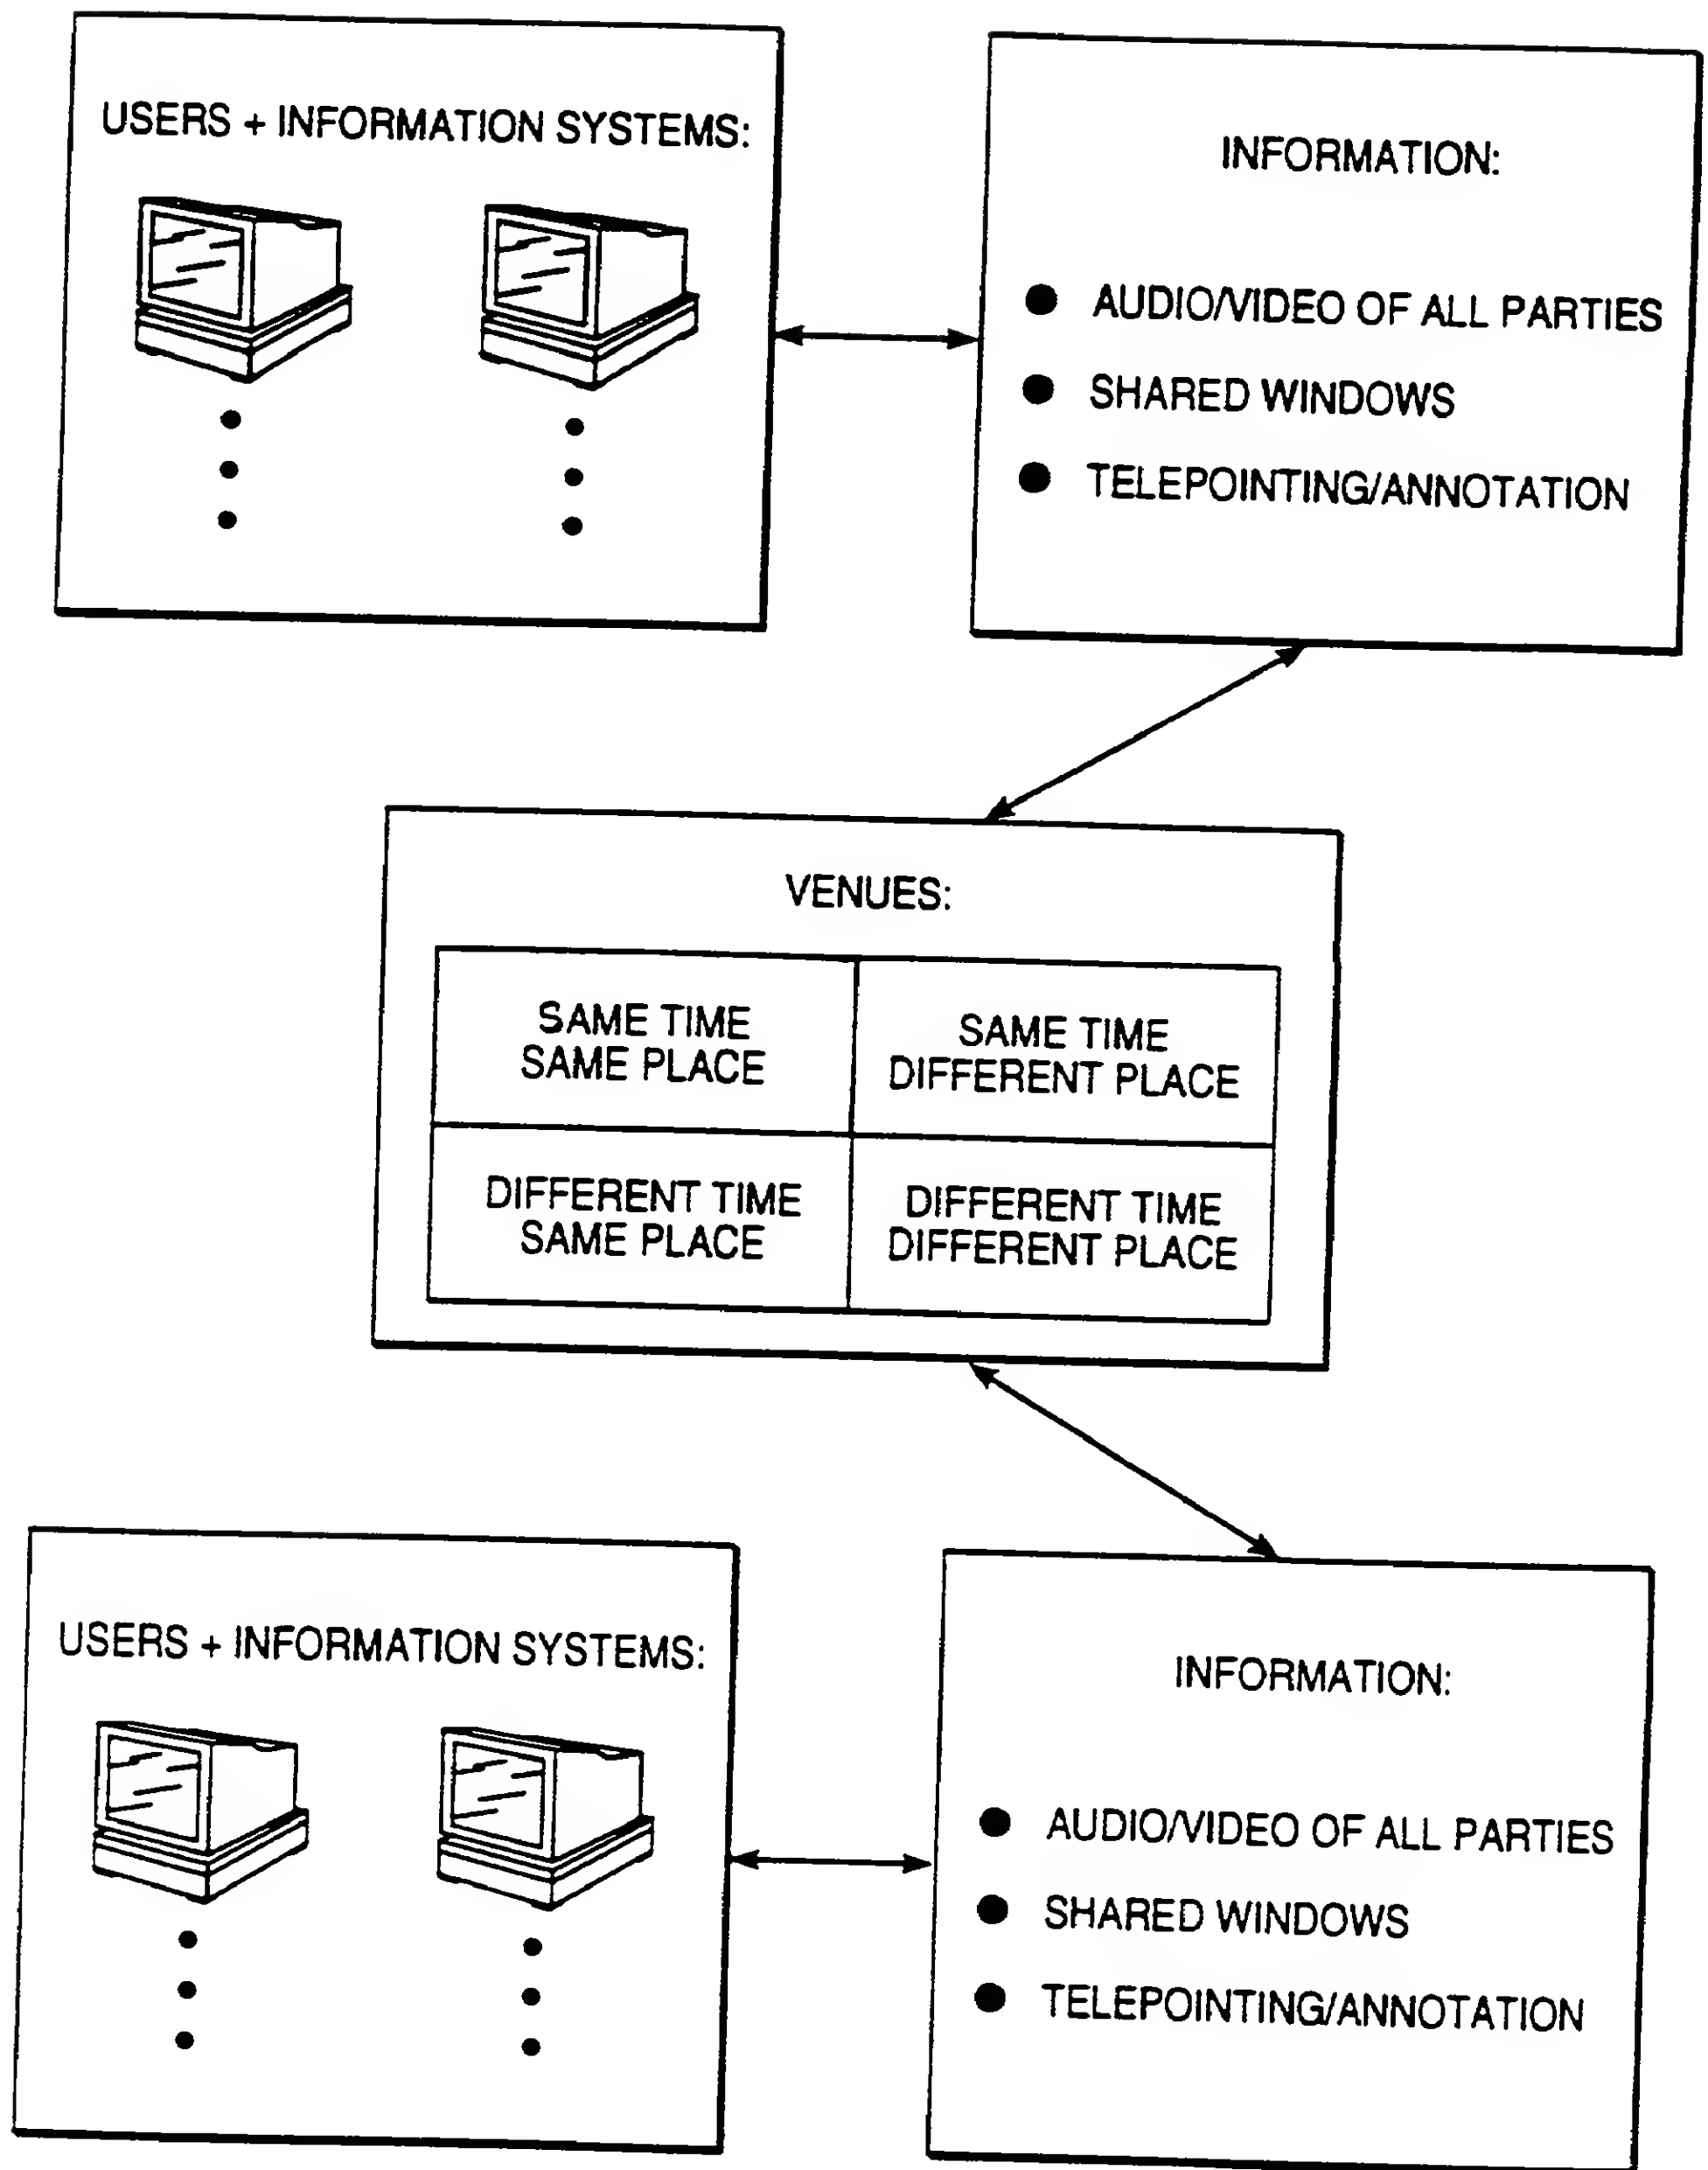 USERS + INFORMATION SYSTEMS:
INFORMATION:
● AUDIO/VIDEO OF ALL PARTIES
● SHARED WINDOWS
● TELEPOINTING/ANNOTATION
VENUES:
SAME TIME
SAME PLACE
SAME TIME
DIFFERENT PLACE
DIFFERENT TIME
SAME PLACE
DIFFERENT TIME
DIFFERENT PLACE
USERS + INFORMATION SYSTEMS:
INFORMATION:
● AUDIO/VIDEO OF ALL PARTIES
● SHARED WINDOWS
● TELEPOINTING/ANNOTATION